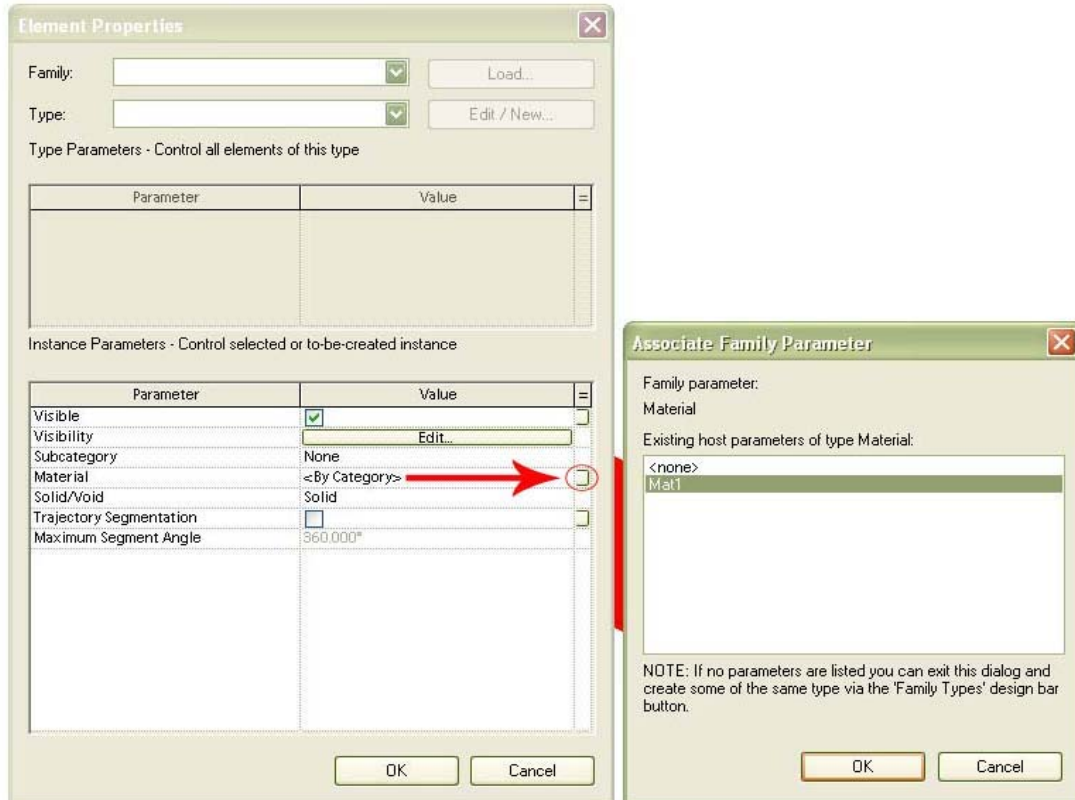 Element Properties
Family:
Load...
Type:
Edit / New...
Type Parameters - Control all elements of this type
Parameter Value =
Instance Parameters - Control selected or to-be-created instance
Parameter Value =
Visible
Visibility Edit...
Subcategory None
Material <By Category>
Solid/Void Solid
Trajectory Segmentation
Maximum Segment Angle 360.000°
OK Cancel
Associate Family Parameter
Family parameter:
Material
Existing host parameters of type Material:
<none>
Mat1
NOTE: If no parameters are listed you can exit this dialog and
create some of the same type via the 'Family Types' design bar
button.
OK Cancel